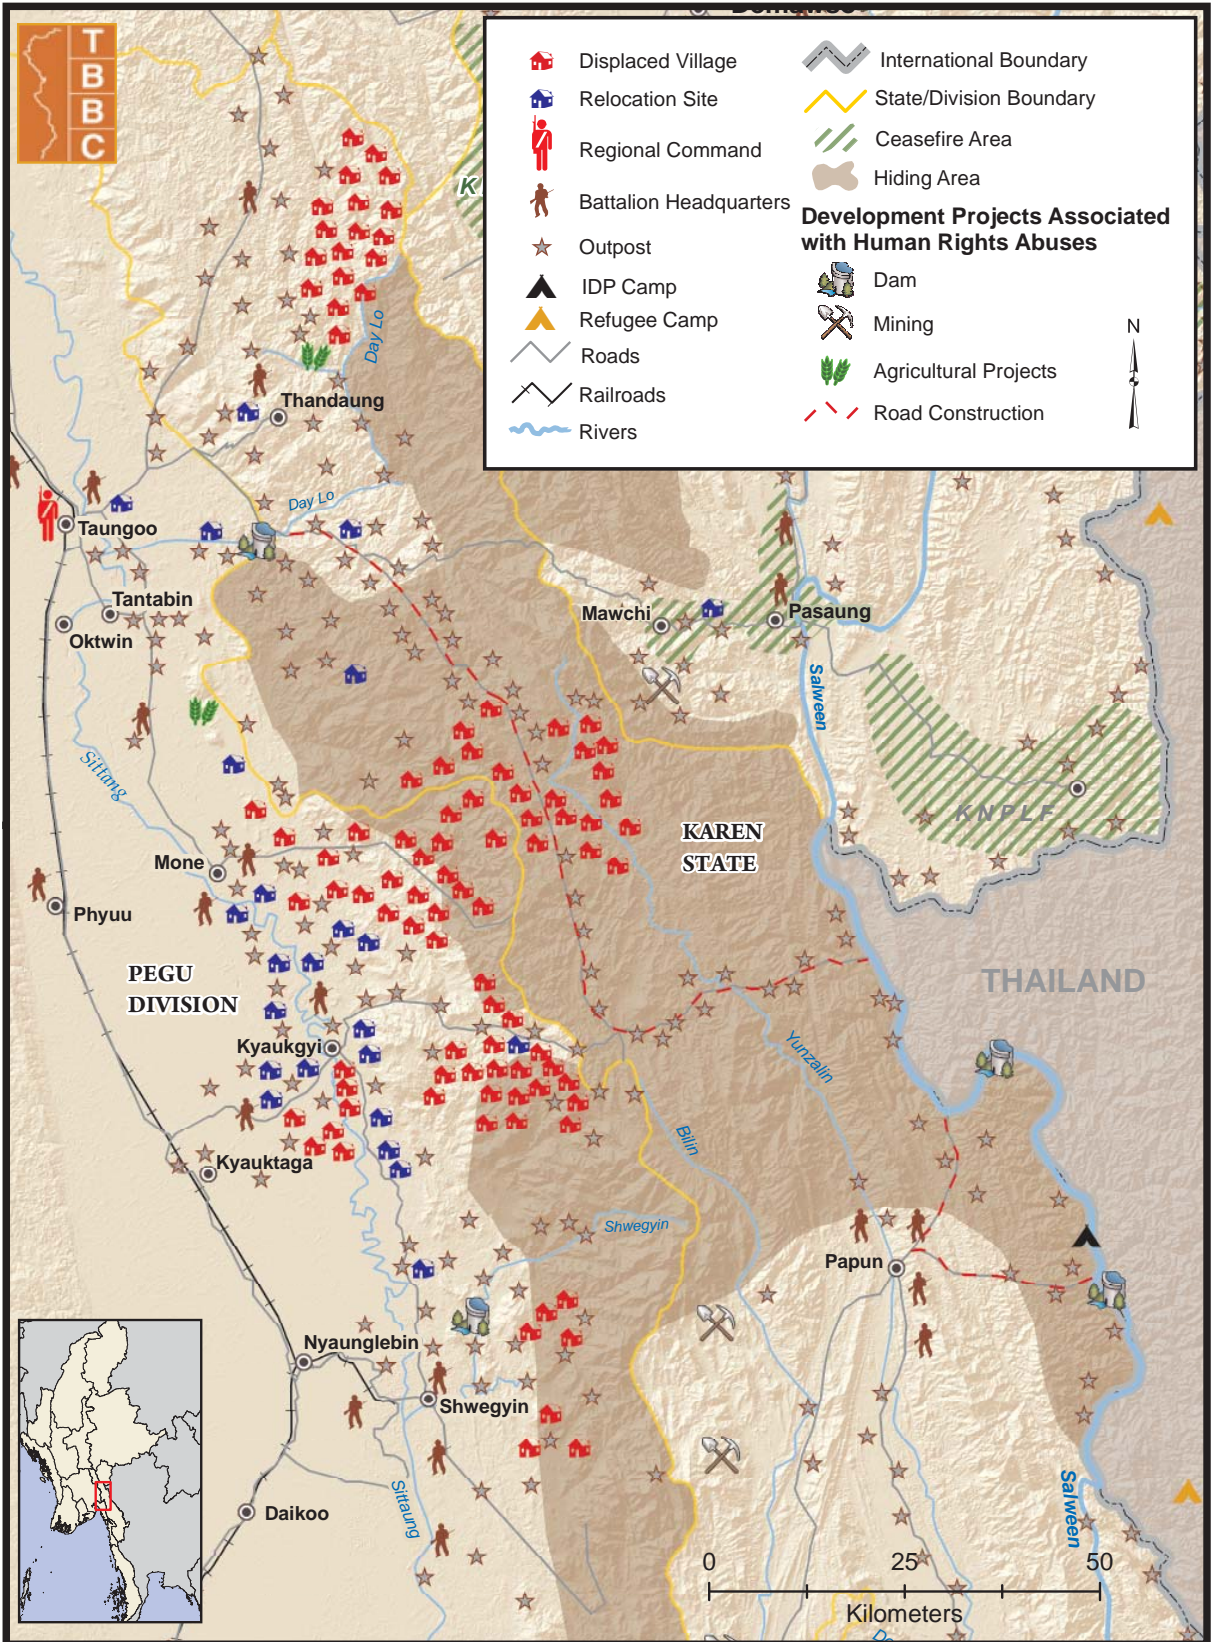 T
B
B
C
Displaced Village
Relocation Site
Regional Command
Battalion Headquarters
Outpost
IDP Camp
Refugee Camp
Roads
Railroads
Rivers
International Boundary
State/Division Boundary
Ceasefire Area
Hiding Area
Development Projects Associated
with Human Rights Abuses
Dam
Mining
Agricultural Projects
Road Construction
N
K
Day Lo
Thandaung
Day Lo
Taungoo
Tantabin
Oktwin
Mawchi
Pasaung
Salween
Sittang
KNPLF
KAREN
STATE
Mone
Phyuu
PEGU
DIVISION
THAILAND
Kyaukgyi
Yunzalin
Bilin
Kyauktaga
Shwegyin
Papun
Nyaunglebin
Shwegyin
Sittaung
Daikoo
Salween
0
25
50
Kilometers